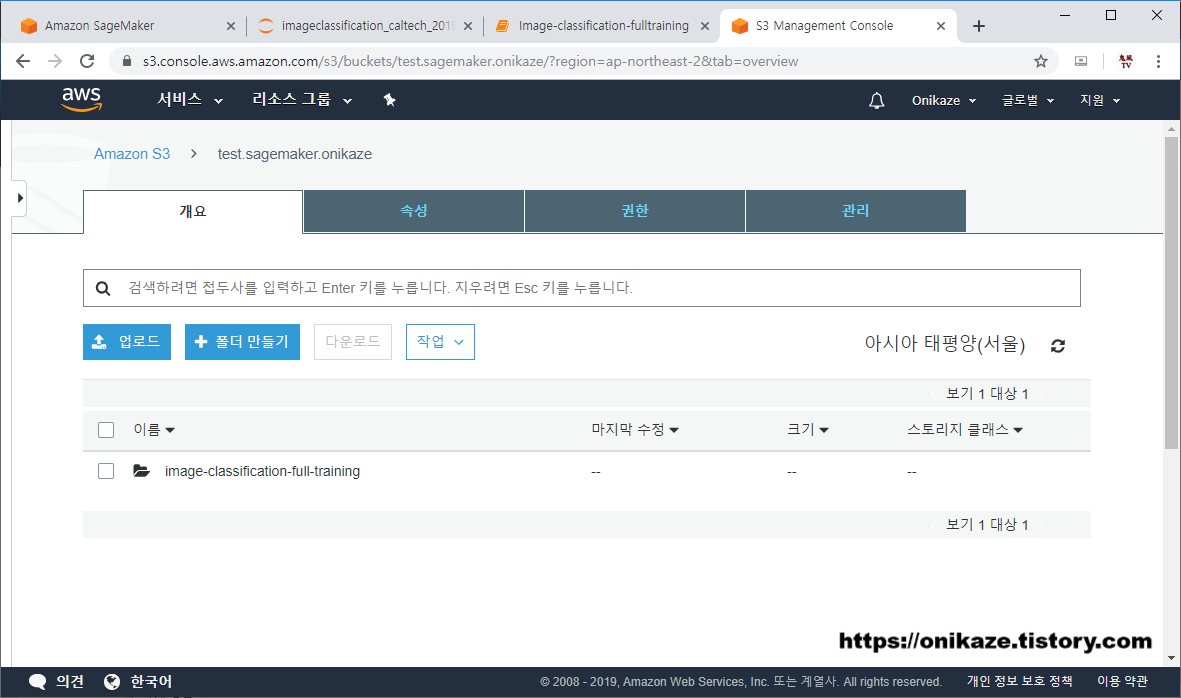 Amazon SageMaker
imageclassification_caltech_2019
Image-classification-fulltraining
S3 Management Console
s3.console.aws.amazon.com/s3/buckets/test.sagemaker.onikaze/?region=ap-northeast-2&tab=overview
aws 서비스 리소스 그룹 Onikaze 글로벌 지원
Amazon S3 > test.sagemaker.onikaze
개요 속성 권한 관리
검색하려면 접두사를 입력하고 Enter 키를 누릅니다. 지우려면 Esc 키를 누릅니다.
업로드 + 폴더 만들기 다운로드 작업 아시아 태평양(서울)
보기 1 대상 1
이름 마지막 수정 크기 스토리지 클래스
image-classification-full-training -- -- --
보기 1 대상 1
https://onikaze.tistory.com
의견 한국어 © 2008 - 2019, Amazon Web Services, Inc. 또는 계열사. All rights reserved. 개인 정보 보호 정책 이용 약관